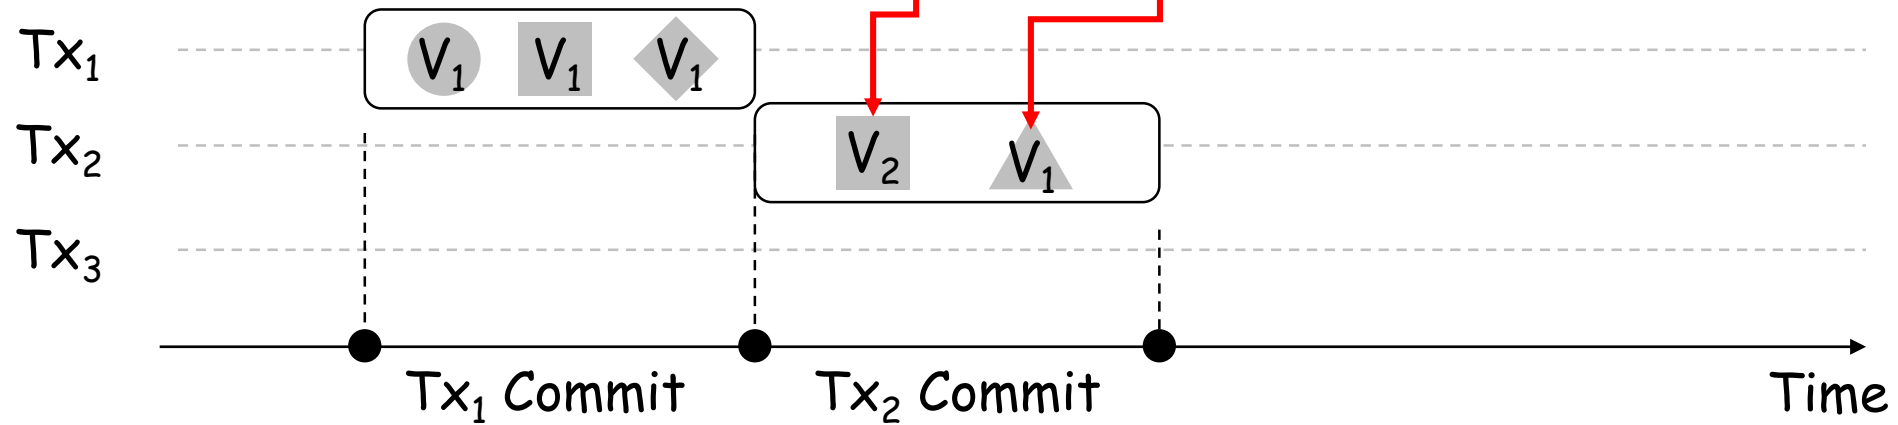 Tx₁ V₁ V₁ V₁
Tx₂ V₂ V₁
Tx₃
Tx₁ Commit Tx₂ Commit Time